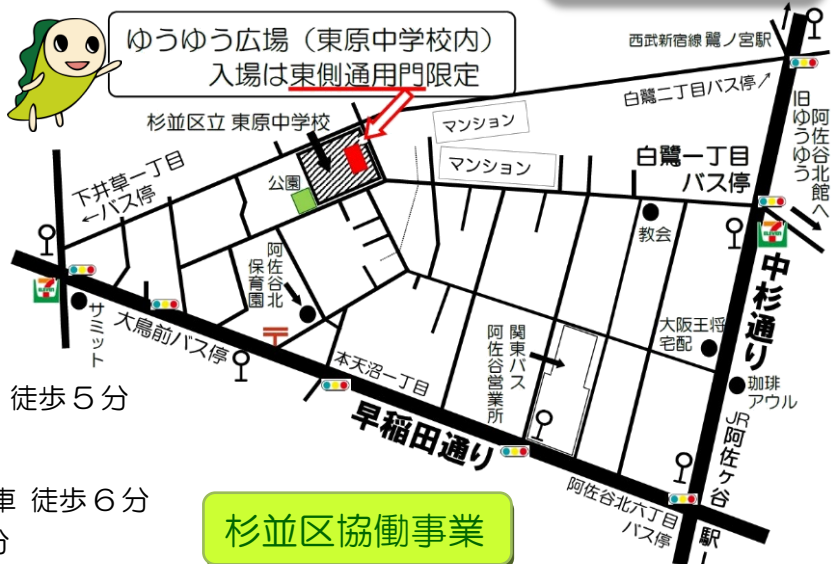 ゆうゆう広場（東原中学校内）
入場は東側通用門限定
西武新宿線 鷺ノ宮駅
白鷺二丁目バス停
杉並区立 東原中学校
マンション
マンション
旧ゆうゆう
阿佐谷北館へ
白鷺一丁目
バス停
下井草一丁目
←バス停
公園
教会
ELEVEN
阿佐谷北
保育園
中杉通り
サミット
大鳥前バス停
大阪王将
宅配
関東バス
阿佐谷営業所
本天沼一丁目
珈琲
アウル
徒歩５分
早稲田通り
JR阿佐ヶ谷駅
阿佐谷北六丁目
バス停
車 徒歩６分
分
杉並区協働事業